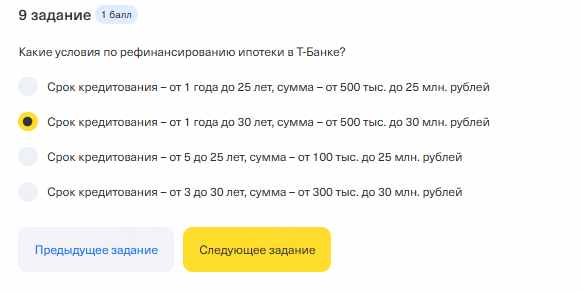 9 задание 1 балл
Какие условия по рефинансированию ипотеки в Т-Банке?
Срок кредитования – от 1 года до 25 лет, сумма – от 500 тыс. до 25 млн. рублей
Срок кредитования – от 1 года до 30 лет, сумма – от 500 тыс. до 30 млн. рублей
Срок кредитования – от 5 до 25 лет, сумма – от 100 тыс. до 25 млн. рублей
Срок кредитования – от 3 до 30 лет, сумма – от 300 тыс. до 30 млн. рублей
Предыдущее задание Следующее задание